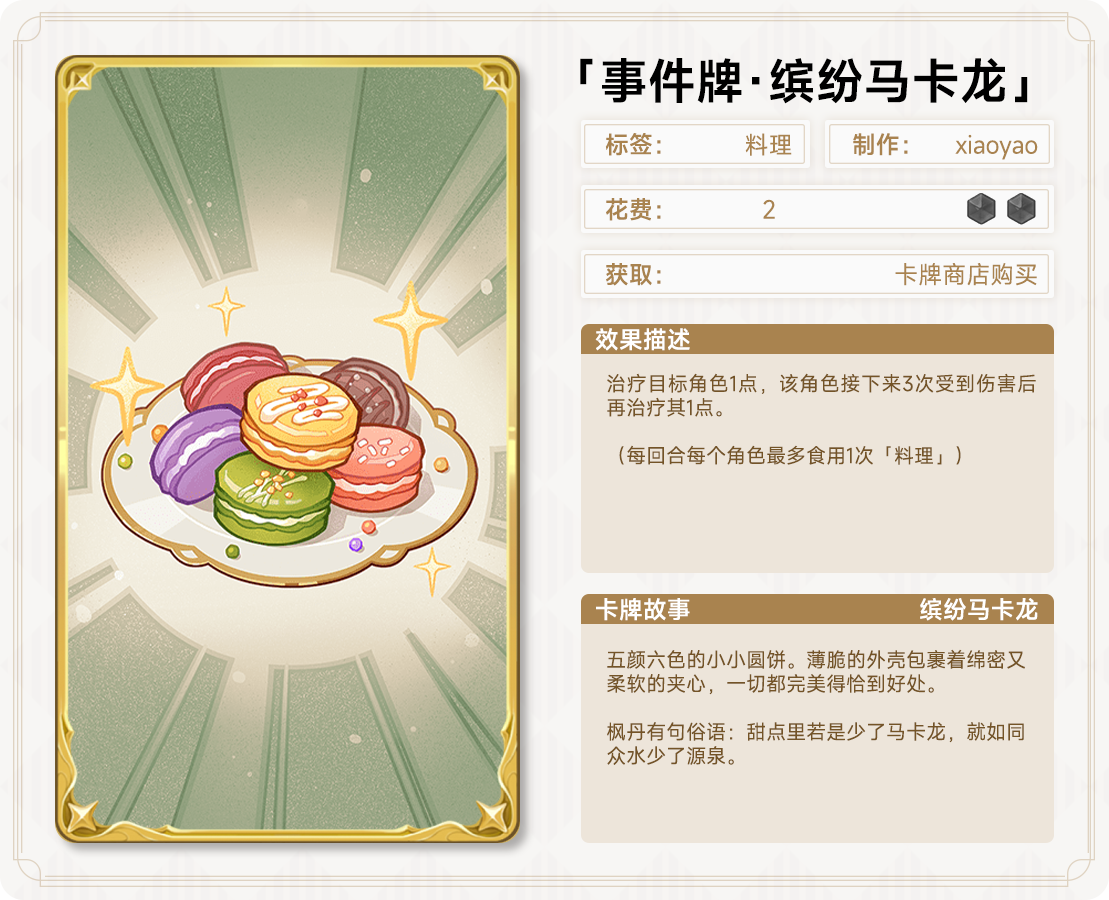 「事件牌·缤纷马卡龙」
标签： 料理 制作： xiaoyao
花费： 2
获取： 卡牌商店购买
效果描述
治疗目标角色1点，该角色接下来3次受到伤害后
再治疗其1点。
（每回合每个角色最多食用1次「料理」）
卡牌故事 缤纷马卡龙
五颜六色的小小圆饼。薄脆的外壳包裹着绵密又
柔软的夹心，一切都完美得恰到好处。
枫丹有句俗语：甜点里若是少了马卡龙，就如同
众水少了源泉。